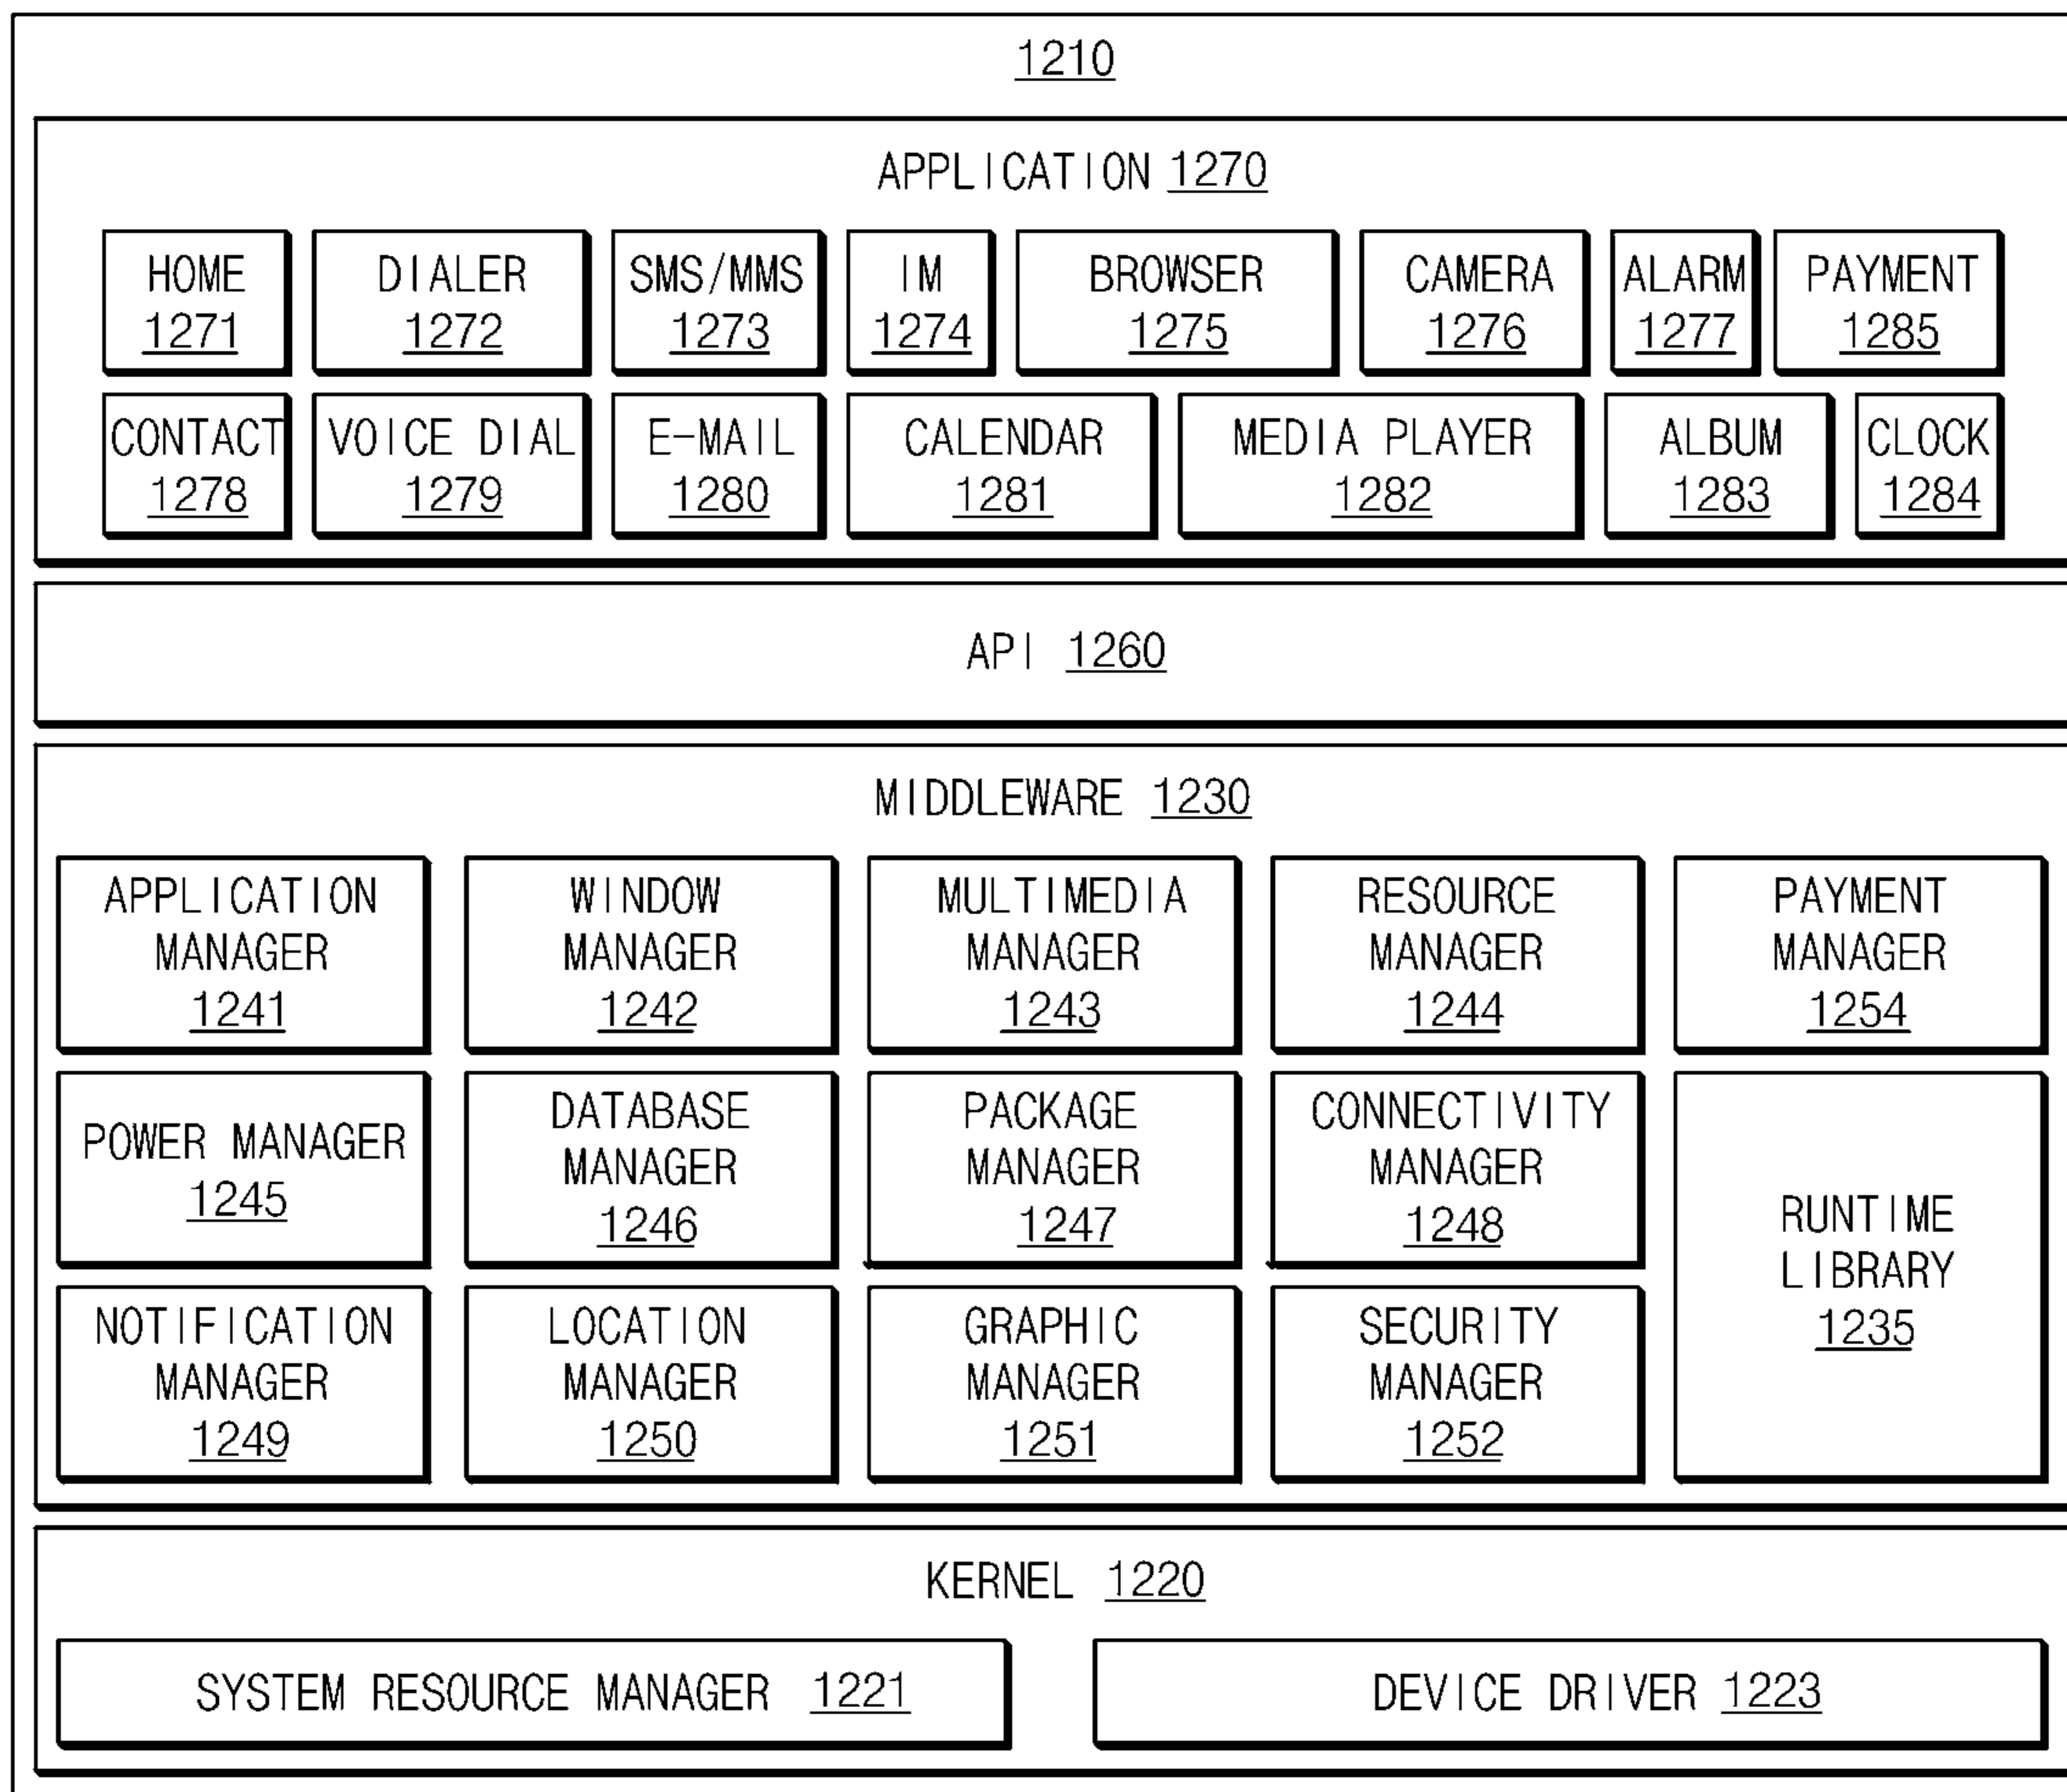 1210
APPLICATION 1270
HOME
1271
DIALER
1272
SMS/MMS
1273
IM
1274
BROWSER
1275
CAMERA
1276
ALARM
1277
PAYMENT
1285
CONTACT
1278
VOICE DIAL
1279
E-MAIL
1280
CALENDAR
1281
MEDIA PLAYER
1282
ALBUM
1283
CLOCK
1284
API 1260
MIDDLEWARE 1230
APPLICATION
MANAGER
1241
WINDOW
MANAGER
1242
MULTIMEDIA
MANAGER
1243
RESOURCE
MANAGER
1244
PAYMENT
MANAGER
1254
POWER MANAGER
1245
DATABASE
MANAGER
1246
PACKAGE
MANAGER
1247
CONNECTIVITY
MANAGER
1248
RUNTIME
LIBRARY
1235
NOTIFICATION
MANAGER
1249
LOCATION
MANAGER
1250
GRAPHIC
MANAGER
1251
SECURITY
MANAGER
1252
KERNEL 1220
SYSTEM RESOURCE MANAGER 1221
DEVICE DRIVER 1223